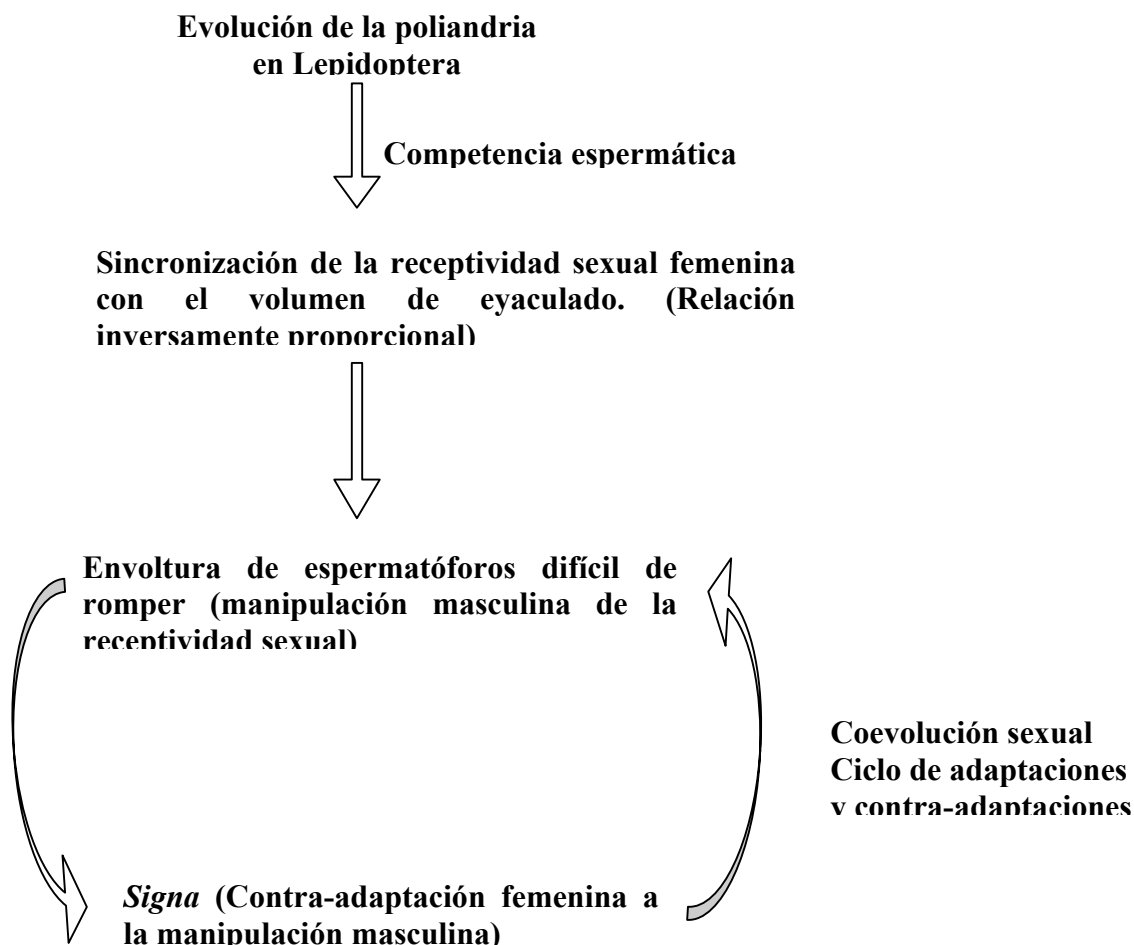 Evolución de la poliandria
en Lepidoptera
Competencia espermática
Sincronización de la receptividad sexual femenina
con el volumen de eyaculado. (Relación
inversamente proporcional)
Envoltura de espermatóforos difícil de
romper (manipulación masculina de la
receptividad sexual)
Coevolución sexual
Ciclo de adaptaciones
y contra-adaptaciones
Signa (Contra-adaptación femenina a
la manipulación masculina)